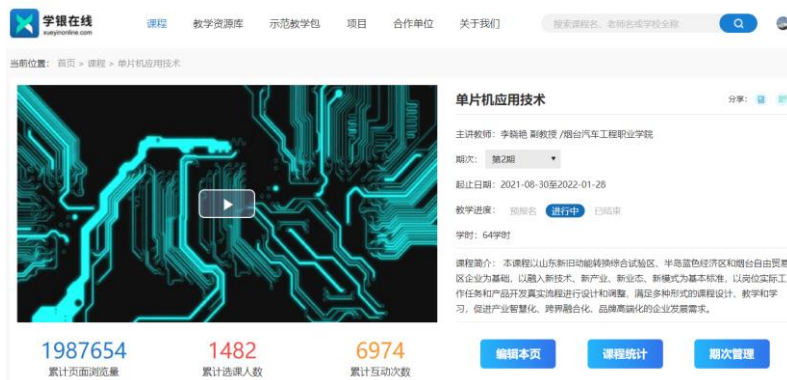 学银在线
xueyinonline.com
课程 教学资源库 示范教学包 项目 合作单位 关于我们
搜索课程名、老师名或学校全称
当前位置： 首页 > 课程 > 单片机应用技术
单片机应用技术
分享：
主讲教师：李晓艳 副教授 /烟台汽车工程职业学院
期次： 第2期
起止日期：2021-08-30至2022-01-28
教学进度： 预报名 进行中 已结束
学时：64学时
课程简介： 本课程以山东新旧动能转换综合试验区、半岛蓝色经济区和烟台自由贸易
区企业为基础，以融入新技术、新产业、新业态、新模式为基本标准，以岗位实际工
作任务和产品开发真实流程进行设计和调整，满足多种形式的课程设计、教学和学
习，促进产业智慧化、跨界融合化、品牌高端化的企业发展需求。
1987654 1482 6974
累计页面浏览量 累计选课人数 累计互动次数
编辑本页 课程统计 期次管理